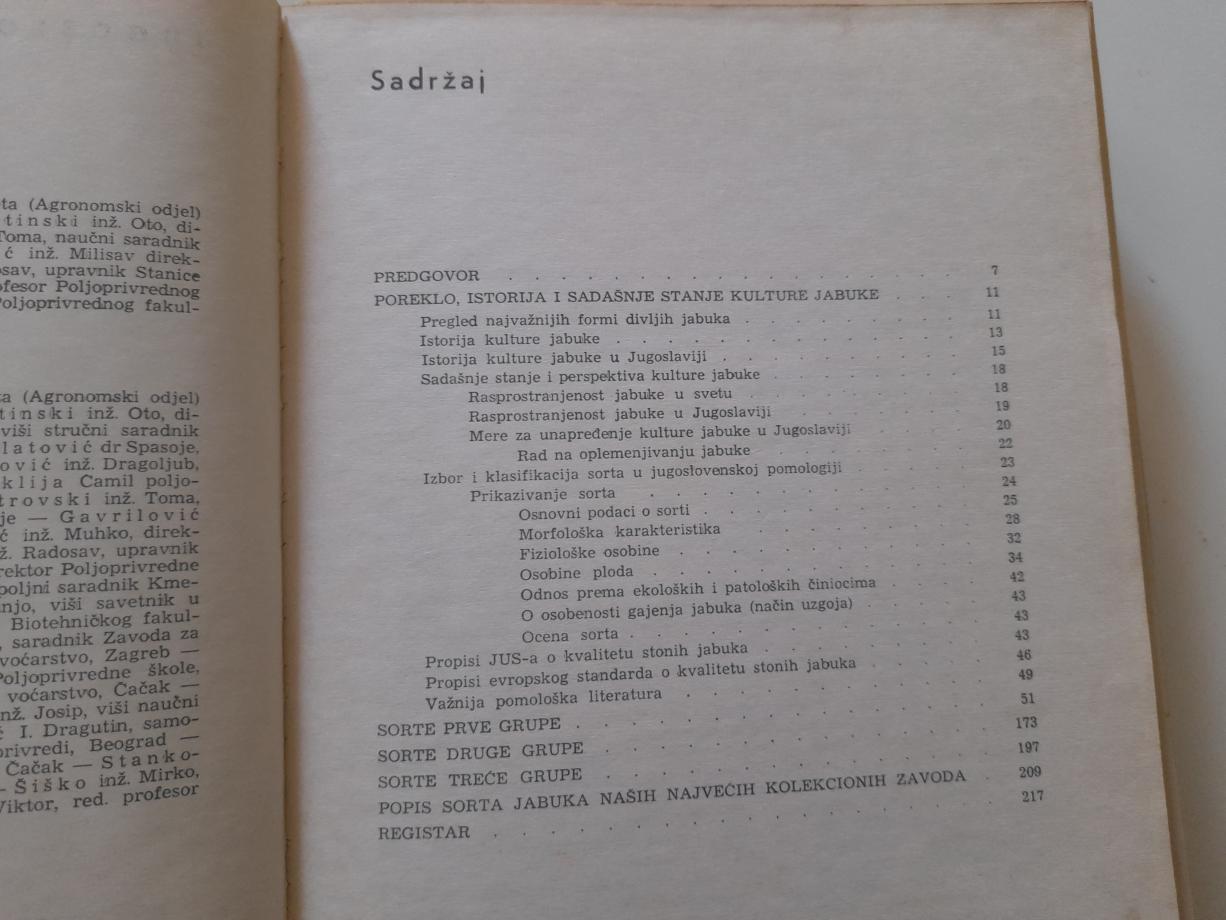 ta (Agronomski odjel)
tinski inž. Oto, di-
Toma, naučni saradnik
ć inž. Milisav direk-
osav, upravnik Stanice
ofesor Poljoprivrednog
Poljoprivrednog fakul-
ta (Agronomski odjel)
tinski inž. Oto, di-
viši stručni saradnik
latović dr Spasoje,
ović inž. Dragoljub,
klija Camil poljo-
trovski inž. Toma,
je — Gavrilović
ć inž. Muhko, direk-
ž. Radosav, upravnik
rektor Poljoprivredne
poljni saradnik Kme-
anjo, viši savetnik u
Biotehničkog fakul-
, saradnik Zavoda za
voćarstvo, Zagreb —
Poljoprivredne škole,
voćarstvo, Čačak —
nž. Josip, viši naučni
ć I. Dragutin, samo-
privredi, Beograd —
Čačak — Stanko-
- Šiško inž. Mirko,
Viktor, red. profesor
Sadržaj
PREDGOVOR . . . . . . . . . . . . . . . . . . 7
POREKLO, ISTORIJA I SADAŠNJE STANJE KULTURE JABUKE . . . 11
Pregled najvažnijih formi divljih jabuka . . . . . . . . . 11
Istorija kulture jabuke . . . . . . . . . . . . . . 13
Istorija kulture jabuke u Jugoslaviji . . . . . . . . . . 15
Sadašnje stanje i perspektiva kulture jabuke . . . . . . . . 18
Rasprostranjenost jabuke u svetu . . . . . . . . . 18
Rasprostranjenost jabuke u Jugoslaviji . . . . . . . 19
Mere za unapređenje kulture jabuke u Jugoslaviji . . . . 20
Rad na oplemenjivanju jabuke . . . . . . . . 22
Izbor i klasifikacija sorta u jugoslovenskoj pomologiji . . . . . 23
Prikazivanje sorta . . . . . . . . . . . . . 24
Osnovni podaci o sorti . . . . . . . . . . . 25
Morfološka karakteristika . . . . . . . . . 28
Fiziološke osobine . . . . . . . . . . . . 32
Osobine ploda . . . . . . . . . . . . . 34
Odnos prema ekološkim i patološkim činiocima . . . . 42
O osobenosti gajenja jabuka (način uzgoja) . . . . . 43
Ocena sorta . . . . . . . . . . . . . . 43
Propisi JUS-a o kvalitetu stonih jabuka . . . . . . . . . 43
Propisi evropskog standarda o kvalitetu stonih jabuka . . . . . 46
Važnija pomološka literatura . . . . . . . . . . . . 49
SORTE PRVE GRUPE . . . . . . . . . . . . . . . 51
SORTE DRUGE GRUPE . . . . . . . . . . . . . . . 173
SORTE TREĆE GRUPE . . . . . . . . . . . . . . . 197
POPIS SORTA JABUKA NAŠIH NAJVEĆIH KOLEKCIONIH ZAVODA . 209
REGISTAR . . . . . . . . . . . . . . . . . . . 217